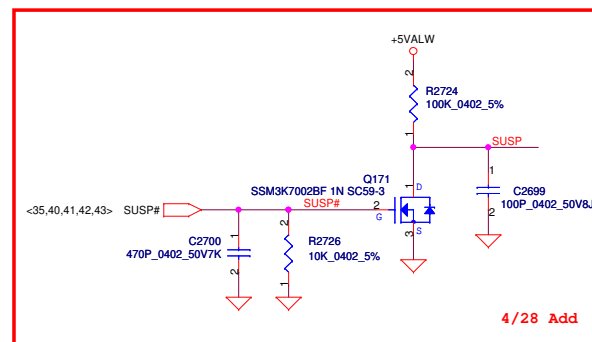 +5VALW
2
R2724
100K_0402_5%
1
SUSP
Q171
SSM3K7002BF 1N SC59-3
1
D
1
C2699
100P_0402_50V8J
2
<35,40,41,42,43>
SUSP#
SUSP#
2
G
S
3
1
C2700
470P_0402_50V7K
2
2
R2726
10K_0402_5%
1
4/28 Add